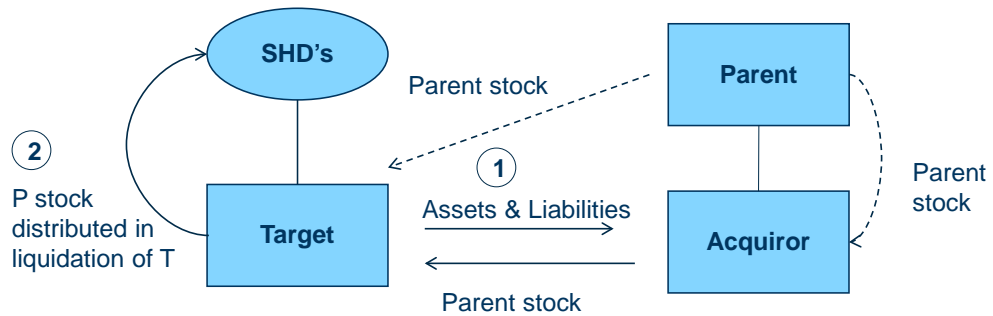 SHD's
Parent stock
Parent
2
1
P stock
distributed in
liquidation of T
Target
Assets & Liabilities
Acquiror
Parent
stock
Parent stock